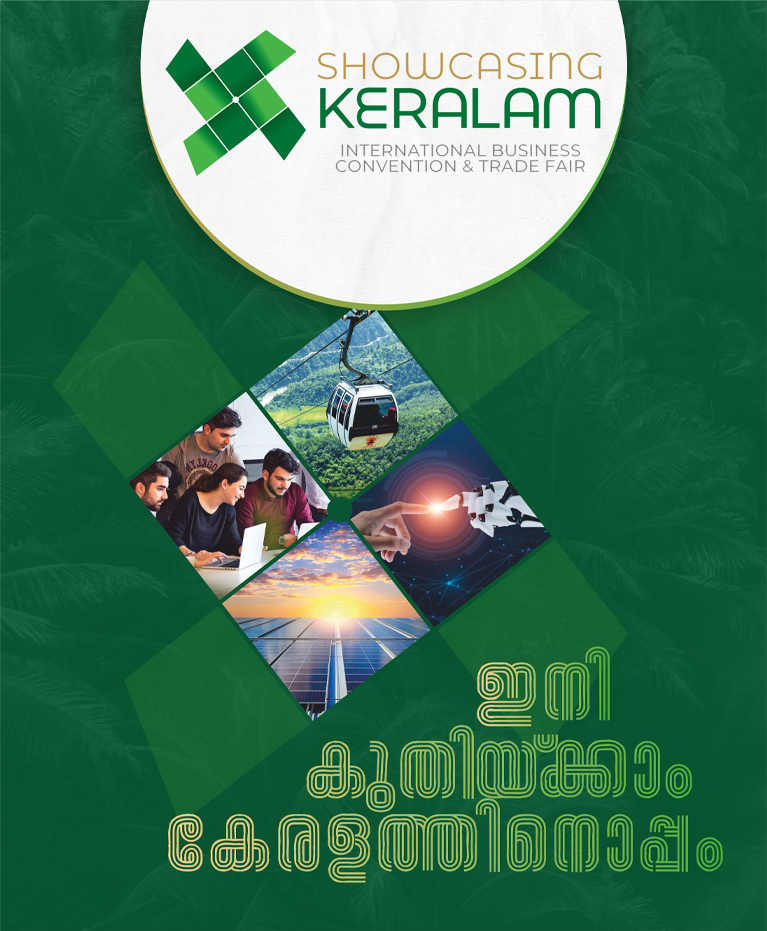 SHOWCASING
KERALAM
INTERNATIONAL BUSINESS
CONVENTION & TRADE FAIR
ഇനി
കുതിയ്ക്കാം
കേരളത്തിനൊപ്പം